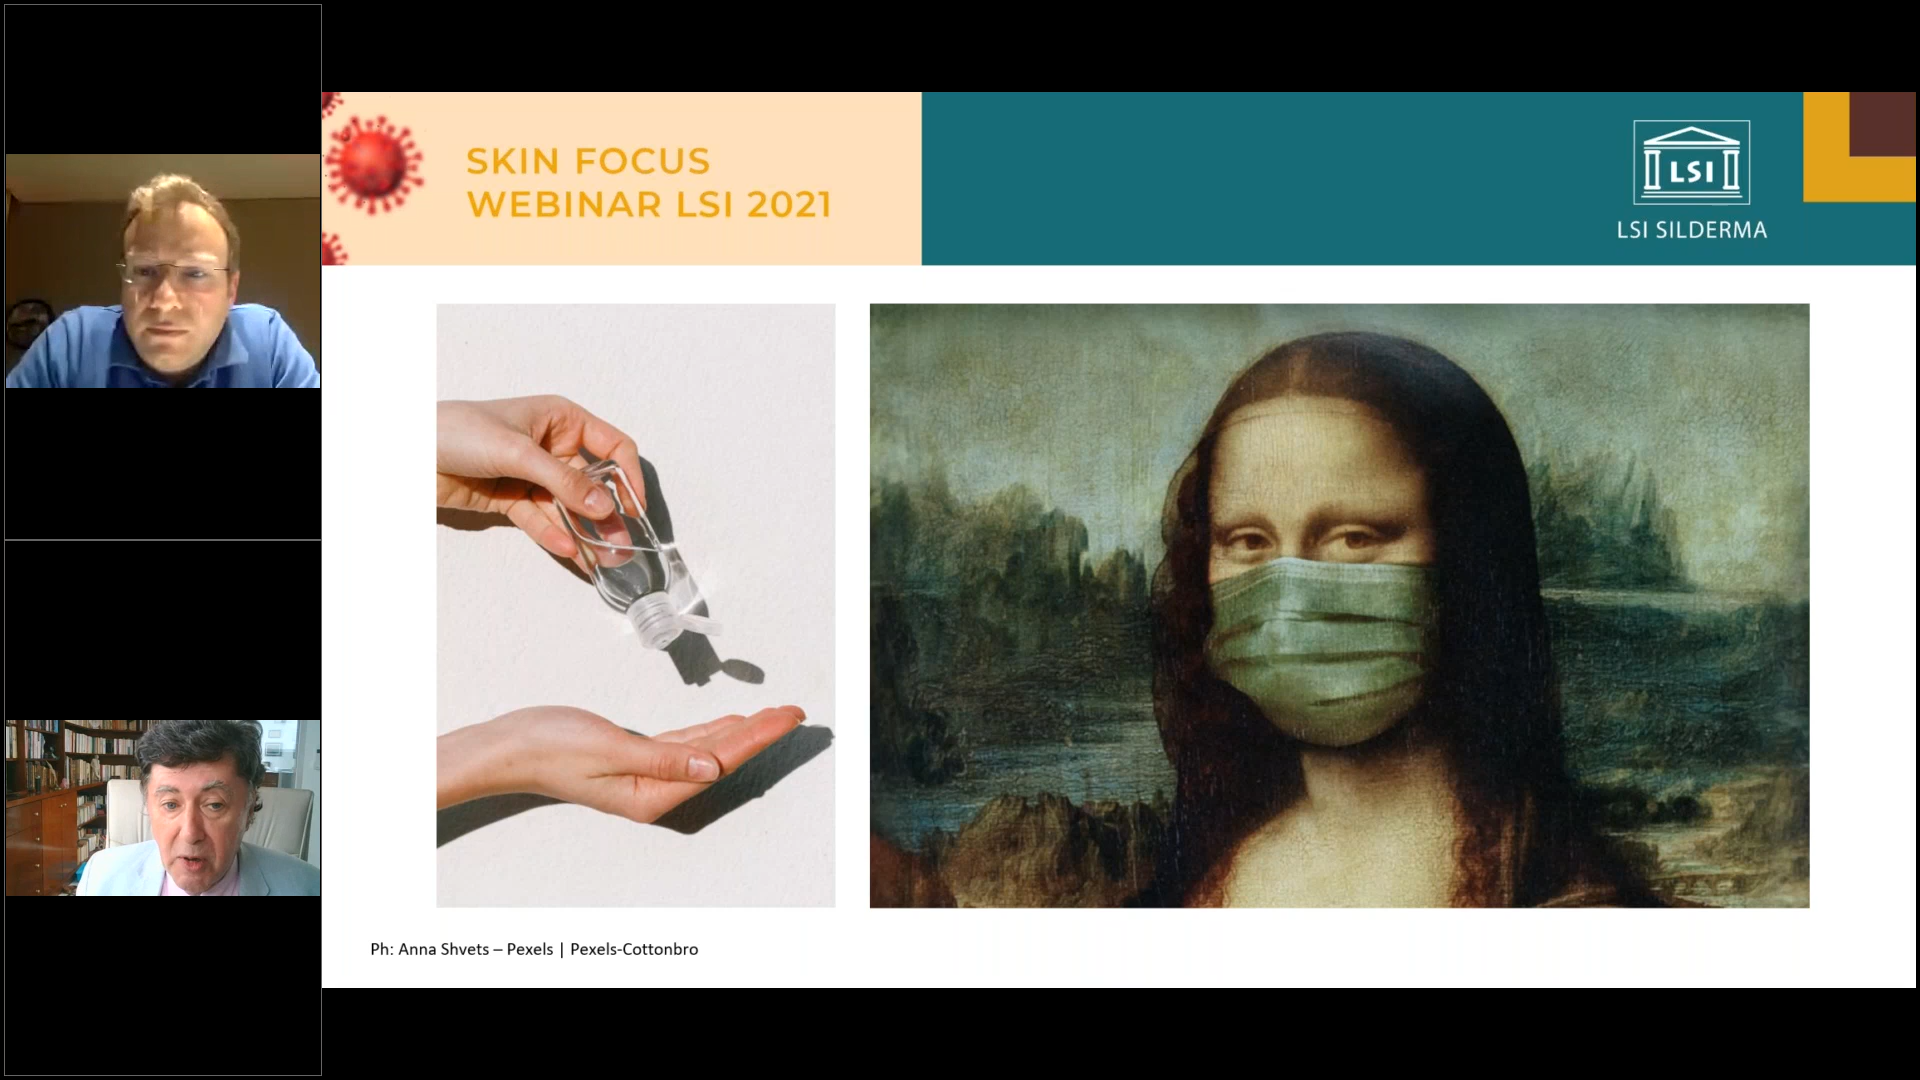 SKIN FOCUS
WEBINAR LSI 2021
LSI
LSI SILDERMA
Ph: Anna Shvets – Pexels | Pexels-Cottonbro